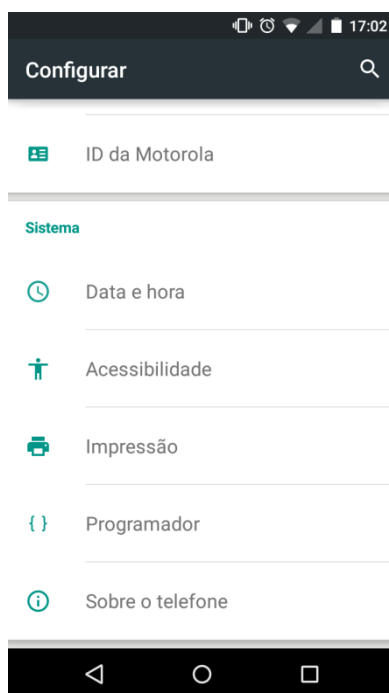 17:02
Configurar
ID da Motorola
Sistema
Data e hora
Acessibilidade
Impressão
{ } Programador
Sobre o telefone